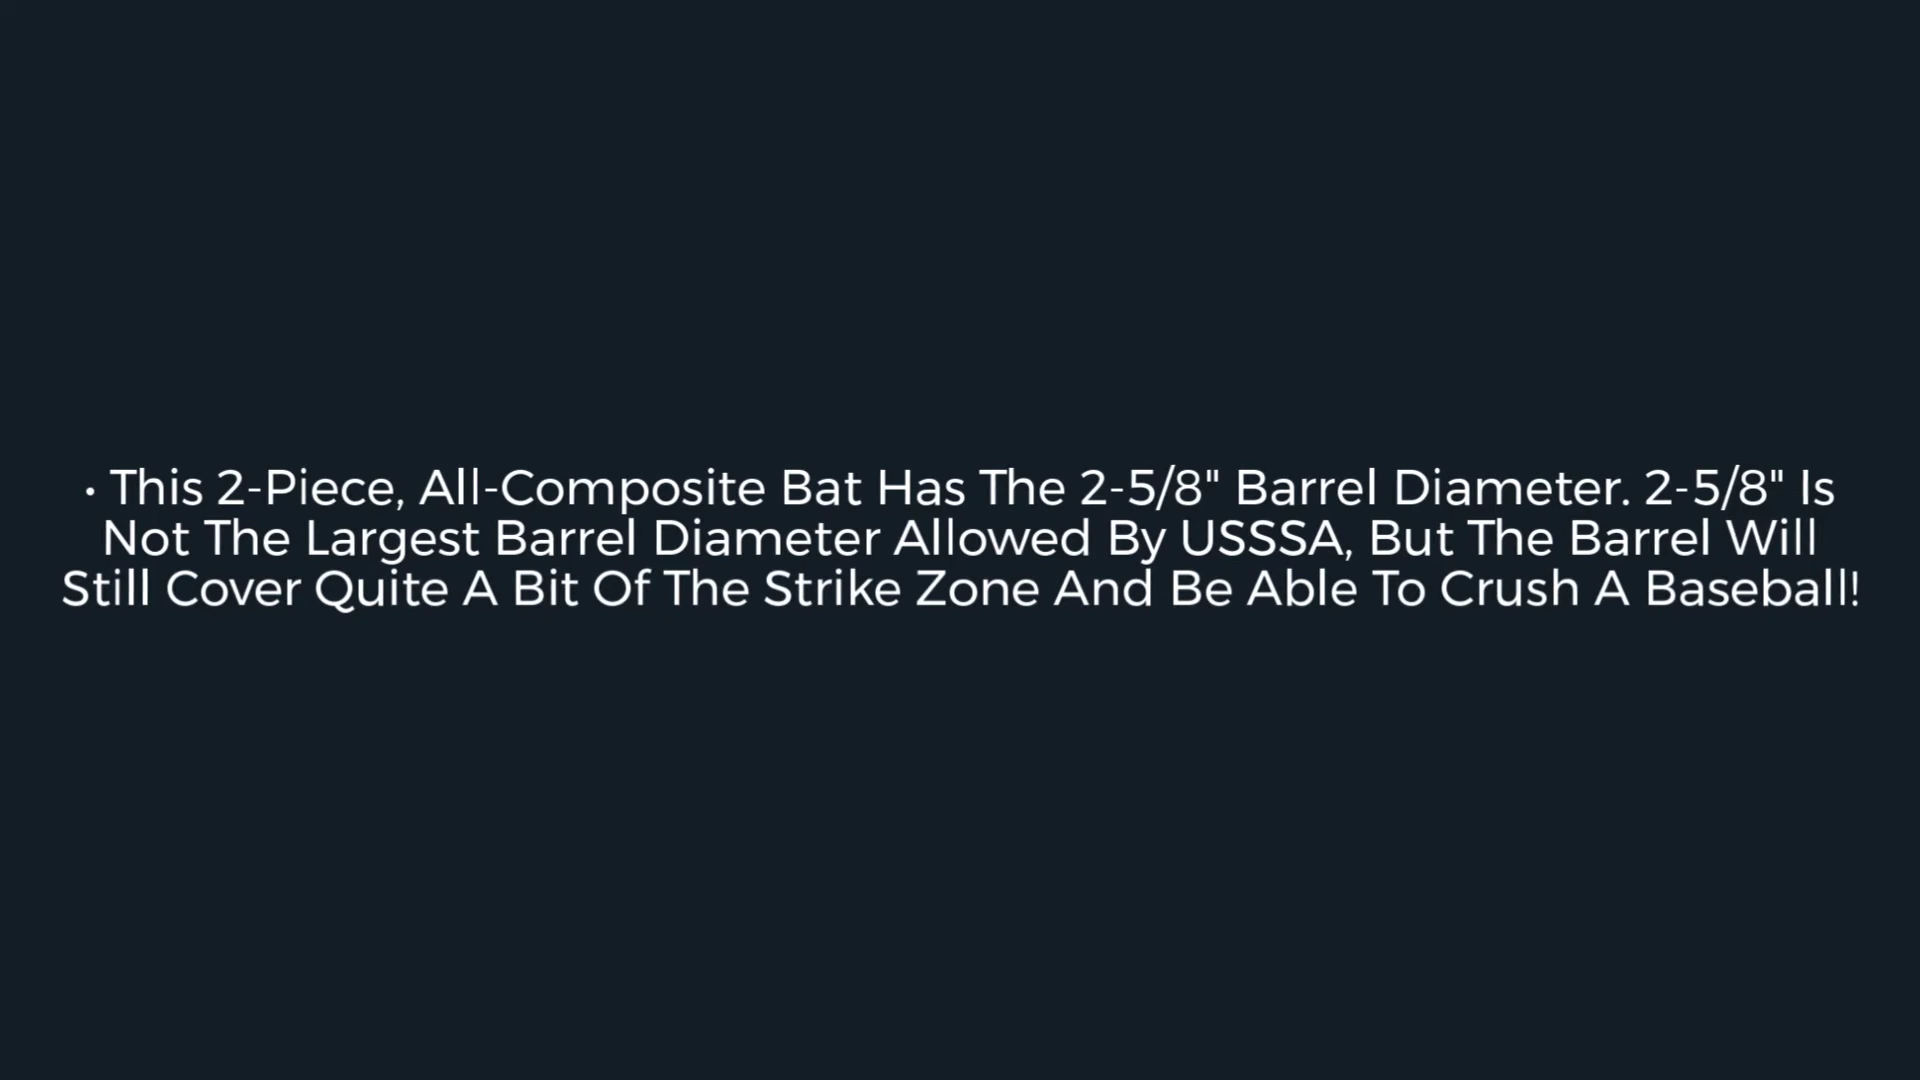 • This 2-Piece, All-Composite Bat Has The 2-5/8" Barrel Diameter. 2-5/8" Is
Not The Largest Barrel Diameter Allowed By USSSA, But The Barrel Will
Still Cover Quite A Bit Of The Strike Zone And Be Able To Crush A Baseball!